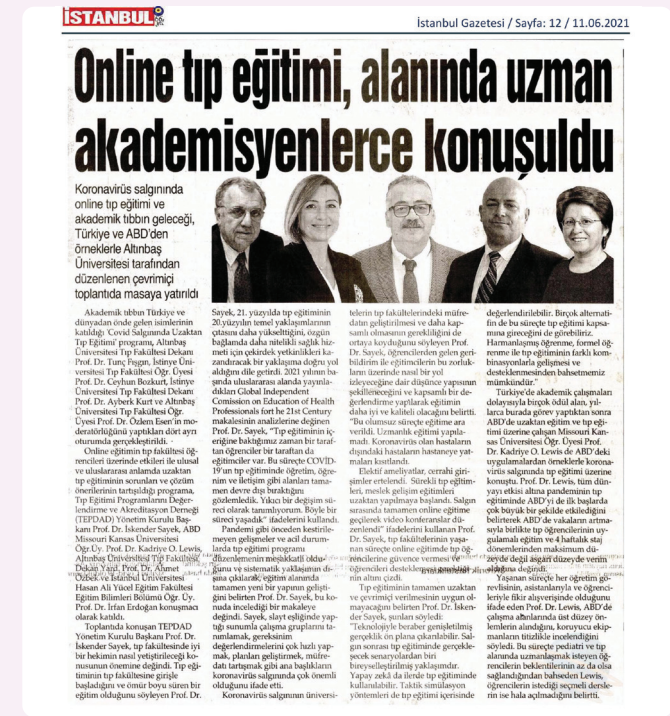 İSTANBUL
İstanbul Gazetesi / Sayfa: 12 / 11.06.2021
Online tıp eğitimi, alanında uzman
akademisyenlerce konuşuldu
Koronavirüs salgınında
online tıp eğitimi ve
akademik tıbbın geleceği,
Türkiye ve ABD'den
örneklerle Altınbaş
Üniversitesi tarafından
düzenlenen çevrimiçi
toplantıda masaya yatırıldı
Akademik tıbbın Türkiye ve
dünyadan önde gelen isimlerinin
katıldığı 'Covid Salgınında Uzaktan
Tıp Eğitimi' programı, Altınbaş
Üniversitesi Tıp Fakültesi Dekanı
Prof. Dr. Tunç Fışgın, İstinye Üni-
versitesi Tıp Fakültesi Öğr. Üyesi
Prof. Dr. Ceyhun Bozkurt, İstinye
Üniversitesi Tıp Fakültesi Dekanı
Prof. Dr. Ayberk Kurt ve Altınbaş
Üniversitesi Tıp Fakültesi Öğr.
Üyesi Prof. Dr. Özlem Esen'in mo-
deratörlüğünü yaptıkları dört ayrı
oturumda gerçekleştirildi.
Online eğitimin tıp fakültesi öğ-
rencileri üzerinde etkileri ile ulusal
ve uluslararası anlamda uzaktan
tıp eğitiminin sorunları ve çözüm
önerilerinin tartışıldığı programa,
Tıp Eğitimi Programlarını Değer-
lendirme ve Akreditasyon Derneği
(TEPDAD) Yönetim Kurulu Baş-
kanı Prof. Dr. İskender Sayek, ABD
Missouri Kansas Üniversitesi
Öğr.Üy. Prof. Dr. Kadriye O. Lewis,
Altınbaş Üniversitesi Tıp Fakültesi
Dekan Yard. Prof. Dr. Ahmet
Özbek ve İstanbul Üniversitesi
Hasan Ali Yücel Eğitim Fakültesi
Eğitim Bilimleri Bölümü Öğr. Üy.
Prof. Dr. İrfan Erdoğan konuşmacı
olarak katıldı.
Toplantıda konuşan TEPDAD
Yönetim Kurulu Başkanı Prof. Dr.
İskender Sayek, tıp fakültesinde iyi
bir hekimin nasıl yetiştirileceği ko-
nusunun önemine değindi. Tıp eği-
timinin tıp fakültesine girişle
başladığını ve ömür boyu süren bir
eğitim olduğunu söyleyen Prof. Dr.
Sayek, 21. yüzyılda tıp eğitiminin
20.yüzyılın temel yaklaşımlarının
çıtasını daha yükselttiğini, özgün
bağlamda daha nitelikli sağlık hiz-
meti için çekirdek yetkinlikleri ka-
zandıracak bir yaklaşıma doğru yol
aldığını dile getirdi. 2021 yılının ba-
şında uluslararası alanda yayınla-
dıkları Global Independent
Comission on Education of Health
Professions fort he 21st Century
makalesinin analizlerine değinen
Prof. Dr. Sayek, "Tıp eğitiminin iç-
eriğine baktığımız zaman bir taraf-
tan öğrenciler bir taraftan da
eğitimciler var. Bu süreçte COVİD-
19'un tıp eğitiminde öğretim, öğre-
nim ve iletişim gibi alanları tama-
men devre dışı bıraktığını
gözlemledik. Yıkıcı bir değişim sü-
reci olarak tanımlıyorum. Böyle bir
süreci yaşadık" ifadelerini kullandı.
Pandemi gibi önceden kestirile-
meyen gelişmeler ve acil durum-
larda tıp eğitimi programı
düzenlemenin meşakkatli oldu-
ğunu ve sistematik yaklaşımın dı-
şına çıkılarak eğitim alanında
tamamen yeni bir yapının gelişti-
ğini belirten Prof. Dr. Sayek, bu ko-
nuda incelediği bir makaleye
değindi. Sayek, slayt eşliğinde yap-
tığı sunumla çalışma gruplarını ta-
nımlamak, gereksinim
değerlendirmelerini çok hızlı yap-
mak, planları geliştirmek, müfre-
datı tartışmak gibi ana başlıkların
koronavirüs salgınında çok önemli
olduğunu ifade etti.
Koronavirüs salgınının üniversi-
telerin tıp fakültelerindeki müfre-
datın geliştirilmesi ve daha kap-
samlı olmasının gerekliliğini de
ortaya koyduğunu söyleyen Prof.
Dr. Sayek, öğrencilerden gelen geri-
bildirim ile eğitimcilerin bu zorluk-
ların üzerinde nasıl bir yol
izleyeceğine dair düşünce yapısının
şekilleneceğini ve kapsamlı bir de-
ğerlendirme yapılarak eğitimin
daha iyi ve kaliteli olacağını belirtti.
"Bu olumsuz süreçte eğitime ara
verildi. Uzmanlık eğitimi yapıla-
madı. Koronavirüs olan hastaların
dışındaki hastaların hastaneye yat-
maları kısıtlandı.
Elektif ameliyatlar, cerrahi giri-
şimler ertelendi. Sürekli tıp eğitim-
leri, meslek gelişim eğitimleri
uzaktan yapılmaya başlandı. Salgın
sırasında tamamen online eğitime
geçilerek video konferanslar düz-
enlendi" ifadelerini kullanan Prof.
Dr. Sayek, tıp fakültelerinin yaşa-
nan süreçte online eğitimde tıp öğ-
rencilerine güvence vermesi ve
öğrencileri desteklemesi gerektiği-
nin altını çizdi.
Tıp eğitiminin tamamen uzaktan
ve çevrimiçi verilmesinin uygun ol-
mayacağını belirten Prof. Dr. İsken-
der Sayek, şunları söyledi:
"Teknolojiyle beraber genişletilmiş
gerçeklik ön plana çıkarılabilir. Sal-
gın sonrası tıp eğitiminde gerçekle-
şecek senaryolardan biri
bireyselleştirilmiş yaklaşımdır.
Yapay zekâ da ilerde tıp eğitiminde
kullanılabilir. Taktik simülasyon
yöntemleri de tıp eğitimi içerisinde
değerlendirilebilir. Birçok alternati-
fin de bu süreçte tıp eğitimi kapsa-
mına gireceğini de görebiliriz.
Harmanlaşmış öğrenme, formel öğre-
nme ile tıp eğitiminin farklı kom-
binasyonlarla gelişmesi ve
desteklenmesinden bahsetmemiz
mümkündür."
Türkiye'de akademik çalışmaları
dolayısıyla birçok ödül alan, yıl-
larca burada görev yaptıktan sonra
ABD'de uzaktan eğitim ve tıp eği-
timi üzerine çalışan Missouri Kan-
sas Üniversitesi Öğr. Üyesi Prof.
Dr. Kadriye O. Lewis de ABD'deki
uygulamalardan örneklerle korona-
virüs salgınında tıp eğitimi üzerine
konuştu. Prof. Dr. Lewis, tüm dün-
yayı etkisi altına pandeminin tıp
eğitiminde ABD'yi de ilk başlarda
çok büyük bir şekilde etkilediğini
belirterek ABD'de vakaların artma-
sıyla birlikte tıp öğrencilerinin uy-
gulamalı eğitim ve 4 haftalık staj
dönemlerinden maksimum dü-
zeyde değil asgari düzeyde verim
aldığına değindi.
Yaşanan süreçte her öğretim gö-
revlisinin, asistanlarıyla ve öğrenci-
leriyle fikir alışverişinde olduğunu
ifade eden Prof. Dr. Lewis, ABD'de
çalışma alanlarında üst düzey ön-
lemlerin alındığını, koruyucu ekip-
manların titizlikle incelendiğini
söyledi. Bu süreçte pediatri ve tıp
alanında uzmanlaşmak isteyen öğ-
rencilerin beklentilerinin az da olsa
sağlandığından bahseden Lewis,
öğrencilerin istediği seçmeli dersle-
rin ise hala açılmadığını belirtti.